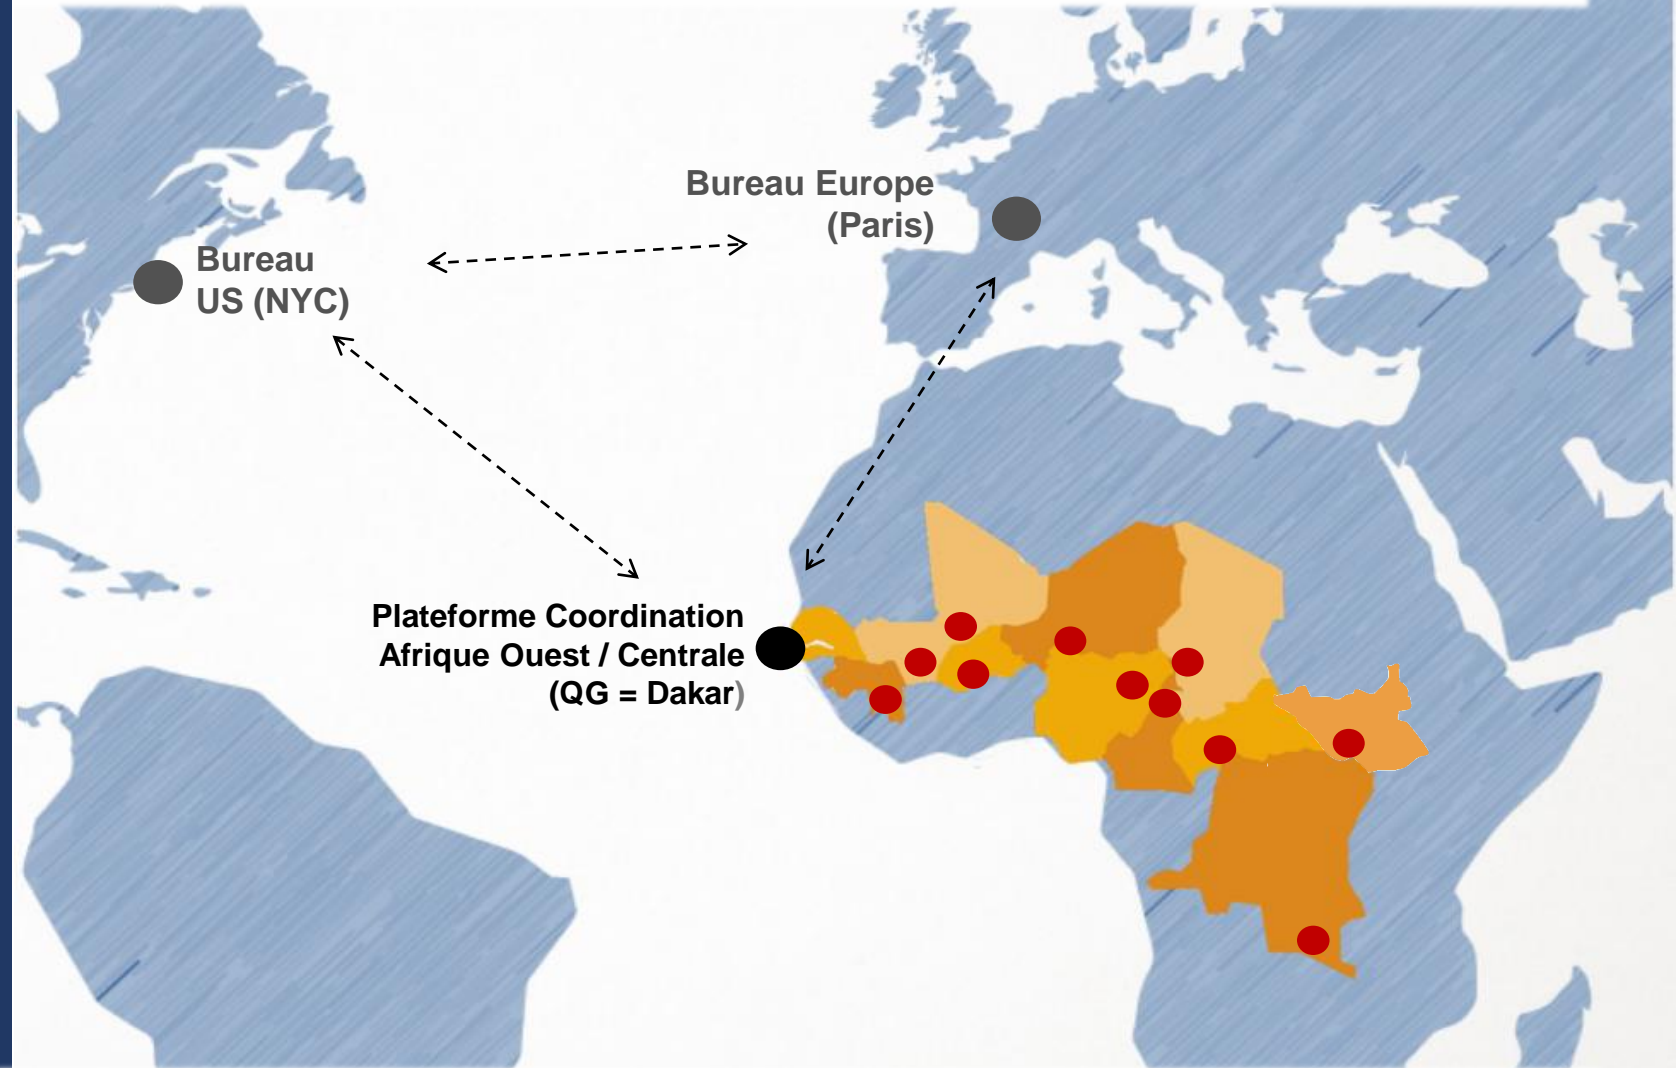 Bureau Europe
(Paris)
Bureau
US (NYC)
Plateforme Coordination
Afrique Ouest / Centrale
(QG = Dakar)